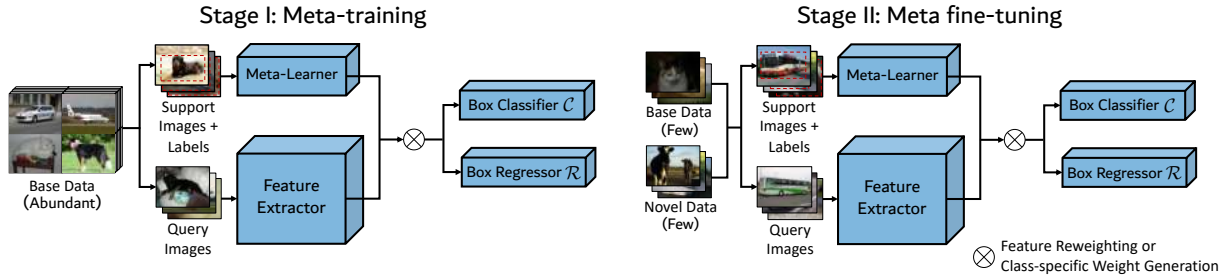 Stage I: Meta-training
Meta-Learner
Support
Images +
Labels
Base Data
(Abundant)
Feature
Extractor
Query
Images
Box Classifier C
Box Regressor R
Stage II: Meta fine-tuning
Base Data
(Few)
Novel Data
(Few)
Meta-Learner
Support
Images +
Labels
Feature
Extractor
Query
Images
Box Classifier C
Box Regressor R
Feature Reweighting or
Class-specific Weight Generation